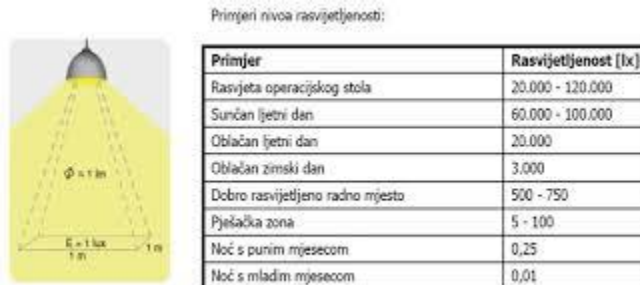 Primjeri nivoa rasvijetljenosti:
Primjer Rasvijetljenost [lx]
Rasvjeta operacijskog stola 20.000 - 120.000
Sunčan ljetni dan 60.000 - 100.000
Oblačan ljetni dan 20.000
Oblačan zimski dan 3.000
Dobro rasvijetljeno radno mjesto 500 - 750
Pješačka zona 5 - 100
Noć s punim mjesecom 0,25
Noć s mladim mjesecom 0,01
Φ = 1 lm
E = 1 lux
1 m
1 m